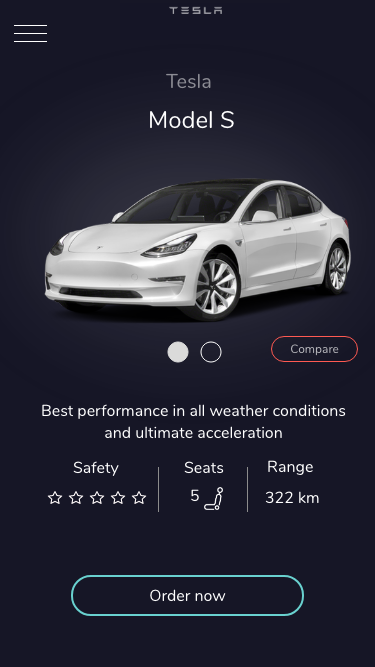 TESLA
Tesla
Model S
Compare
Best performance in all weather conditions
and ultimate acceleration
Safety Seats Range
5 322 km
Order now